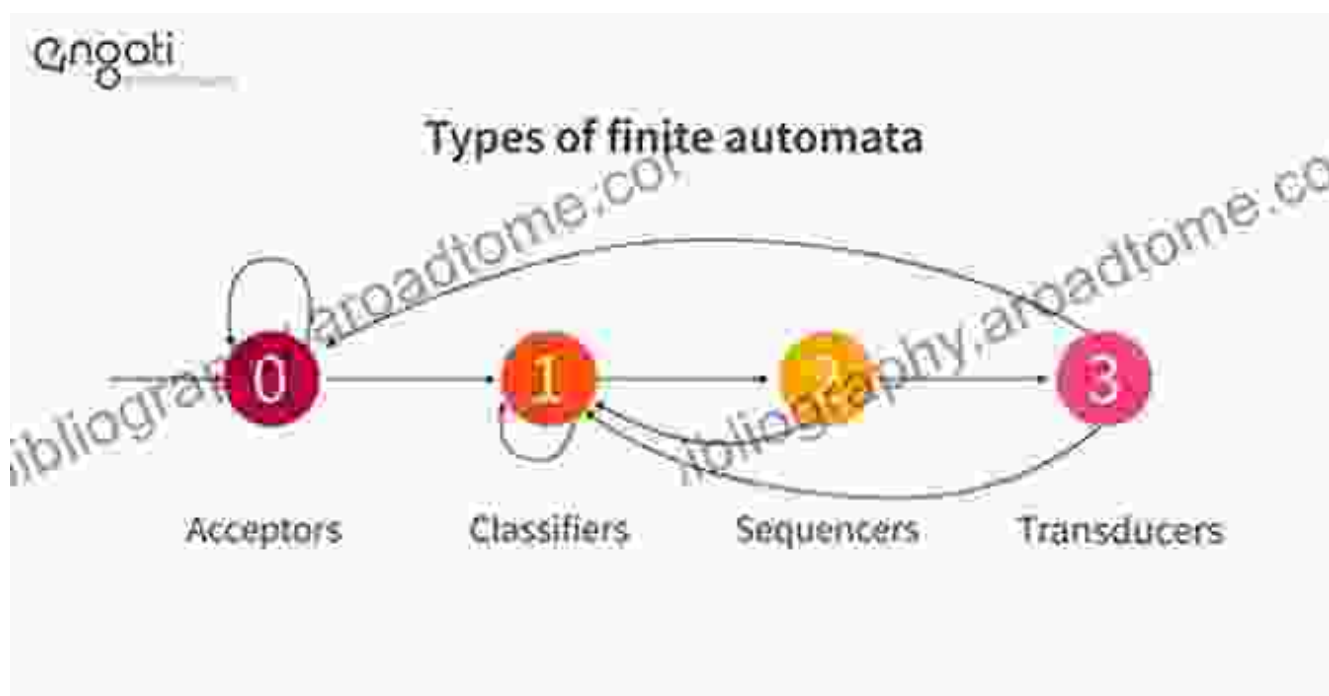 engati
Types of finite automata
0
1
2
3
Acceptors
Classifiers
Sequencers
Transducers